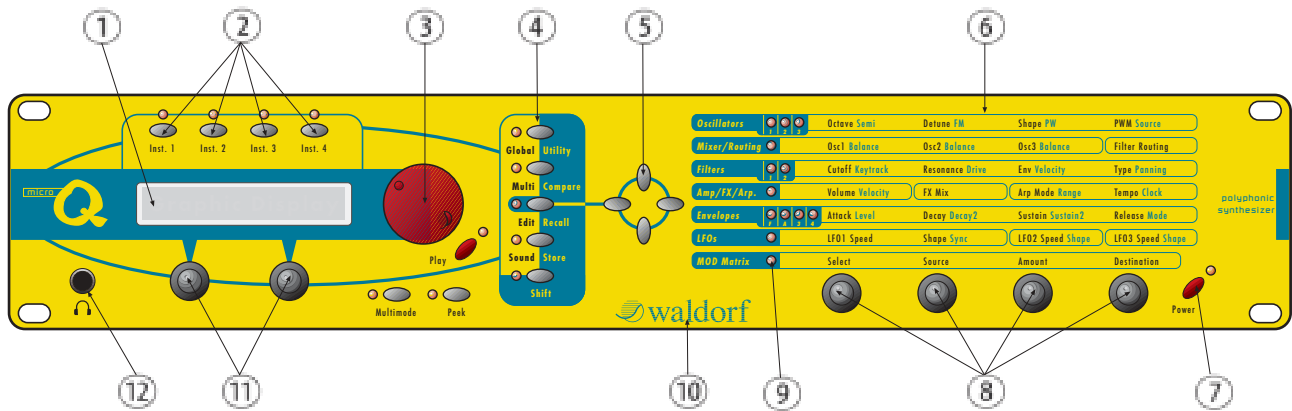 1 2 3 4 5 6
Inst. 1 Inst. 2 Inst. 3 Inst. 4
micro Q
Global Utility
Multi Compare
Edit Recall
Sound Store
Shift
Play
Multimode Peek
Oscillators 1 2 3 Octave Semi Detune FM Shape PW PWM Source
Mixer/Routing Osc1 Balance Osc2 Balance Osc3 Balance Filter Routing
Filters 1 2 Cutoff Keytrack Resonance Drive Env Velocity Type Panning
Amp/FX/Arp. Volume Velocity FX Mix Arp Mode Range Tempo Clock
Envelopes Attack Level Decay Decay2 Sustain Sustain2 Release Mode
LFOs LFO1 Speed Shape Sync LFO2 Speed Shape LFO3 Speed Shape
MOD Matrix Select Source Amount Destination
polyphonic
synthesizer
waldorf
Power
12 11 10 9 8 7